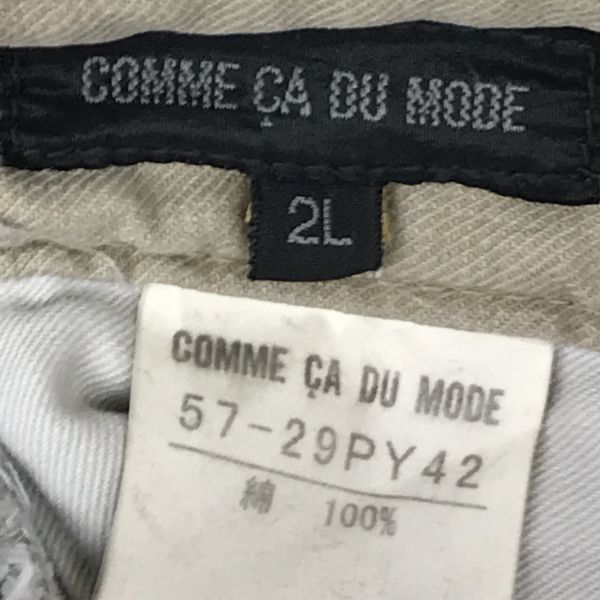 COMME ÇA DU MODE
2L
COMME ÇA DU MODE
57-29PY42
綿 100%